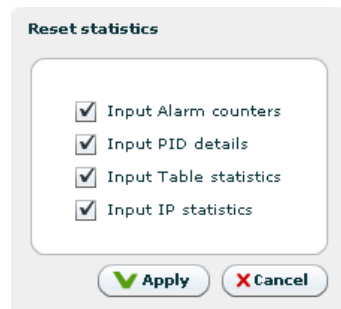 Reset statistics
Input Alarm counters
Input PID details
Input Table statistics
Input IP statistics
Apply Cancel